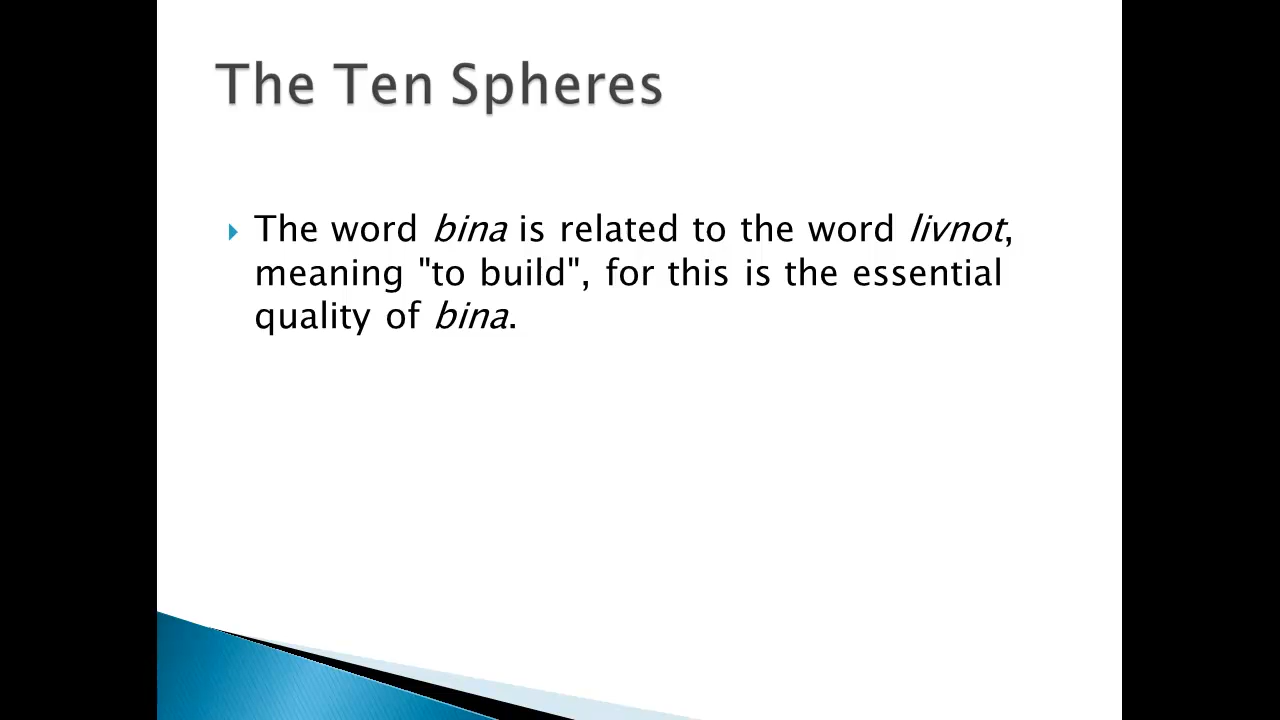 The Ten Spheres
The word bina is related to the word livnot,
meaning "to build", for this is the essential
quality of bina.